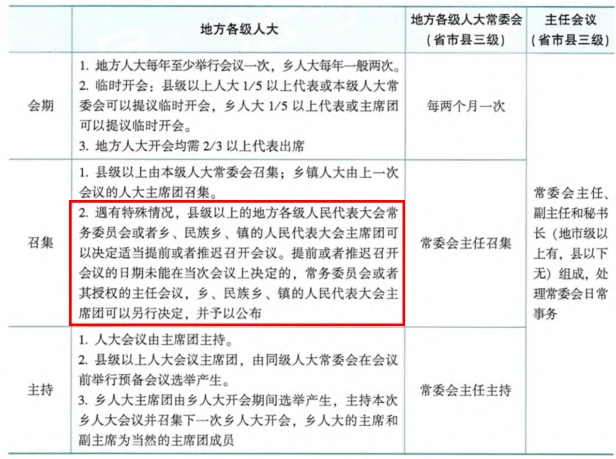 地方各级人大
地方各级人大常委会
（省市县三级）
主任会议
（省市县三级）
会期
1. 地方人大每年至少举行会议一次，乡人大每年一般两次。
2. 临时开会：县级以上人大 1/5 以上代表或本级人大常
委会可以提议临时开会，乡人大 1/5 以上代表或主席团
可以提议临时开会。
3. 地方人大开会均需 2/3 以上代表出席
每两个月一次
召集
1. 县级以上由本级人大常委会召集；乡镇人大由上一次
会议的人大主席团召集。
2. 遇有特殊情况，县级以上的地方各级人民代表大会常
务委员会或者乡、民族乡、镇的人民代表大会主席团可
以决定适当提前或者推迟召开会议。提前或者推迟召开
会议的日期未能在当次会议上决定的，常务委员会或者
其授权的主任会议，乡、民族乡、镇的人民代表大会主
席团可以另行决定，并予以公布
常委会主任召集
主持
1. 人大会议由主席团主持。
2. 县级以上人大会议主席团，由同级人大常委会在会议
前举行预备会议选举产生。
3. 乡人大主席团由乡人大开会期间选举产生，主持本次
乡人大会议并召集下一次乡人大开会，乡人大的主席和
副主席为当然的主席团成员
常委会主任主持
常委会主任、
副主任和秘书
长（地市级以
上有，县以下
无）组成，处
理常委会日常
事务